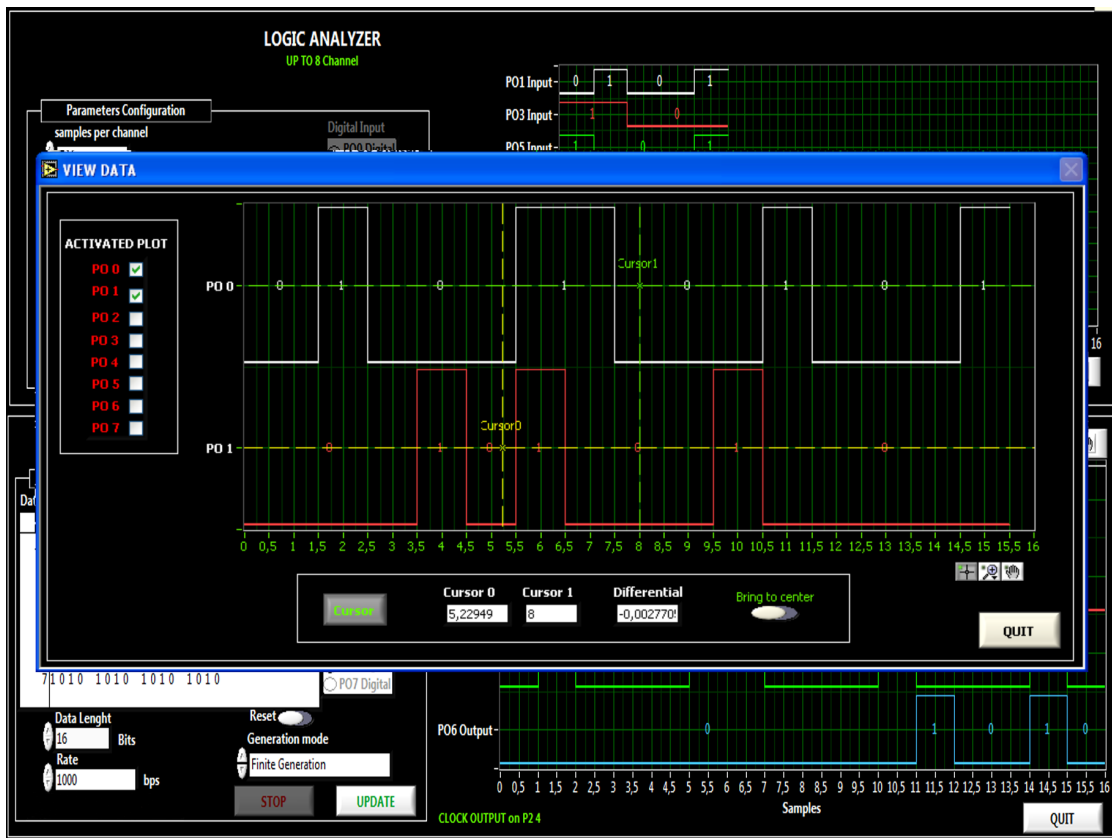 LOGIC ANALYZER
UP TO 8 Channel
Parameters Configuration
samples per channel
Digital Input
PO0 Digital
PO1 Input
0 1 0 1
PO3 Input
1 0
PO5 Input
1 0 1
16
VIEW DATA
ACTIVATED PLOT
PO 0
PO 1
PO 2
PO 3
PO 4
PO 5
PO 6
PO 7
Cursor1
PO 0
0 1 0 1 0 1 0 1
Cursor0
PO 1
0 1 0 1 0 1 0
0 0,5 1 1,5 2 2,5 3 3,5 4 4,5 5 5,5 6 6,5 7 7,5 8 8,5 9 9,5 10 10,5 11 11,5 12 12,5 13 13,5 14 14,5 15 15,5 16
Cursor
Cursor 0 Cursor 1 Differential
5,22949 8 -0,002770
Bring to center
QUIT
Dat
71010 1010 1010 1010
PO7 Digital
Data Lenght
16 Bits
Reset
Rate
1000 bps
Generation mode
Finite Generation
STOP UPDATE
PO6 Output
0 1 0 1 0
0 0,5 1 1,5 2 2,5 3 3,5 4 4,5 5 5,5 6 6,5 7 7,5 8 8,5 9 9,5 10 10,5 11 11,5 12 12,5 13 13,5 14 14,5 15 15,5 16
Samples
CLOCK OUTPUT on P2 4
QUIT